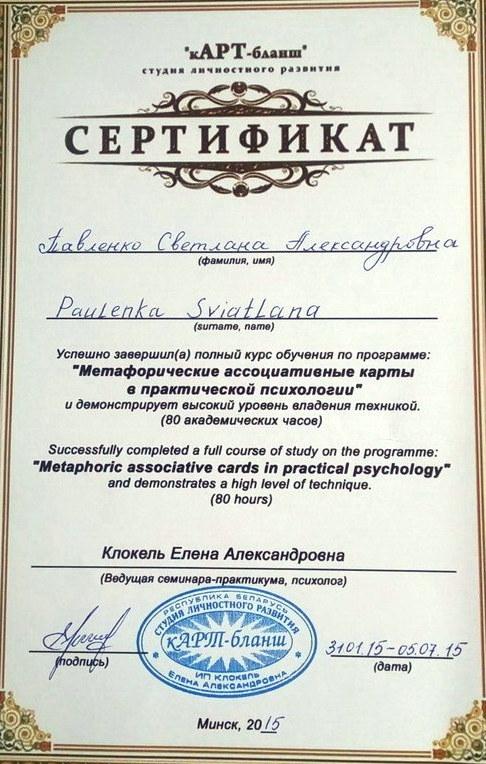 "кАРТ-бланш"
студия личностного развития
СЕРТИФИКАТ
Павленко Светлана Александровна
(фамилия, имя)
Paulenka Sviatlana
(surname, name)
Успешно завершил(а) полный курс обучения по программе:
"Метафорические ассоциативные карты
в практической психологии"
и демонстрирует высокий уровень владения техникой.
(80 академических часов)
Successfully completed a full course of study on the programme:
"Metaphoric associative cards in practical psychology"
and demonstrates a high level of technique.
(80 hours)
Клокель Елена Александровна
(Ведущая семинара-практикума, психолог)
РЕСПУБЛИКА БЕЛАРУСЬ
СТУДИЯ ЛИЧНОСТНОГО РАЗВИТИЯ
кАРТ-бланш
ИП КЛОКЕЛЬ
ЕЛЕНА АЛЕКСАНДРОВНА
31.01.15-05.07.15
(подпись)
(дата)
Минск, 2015